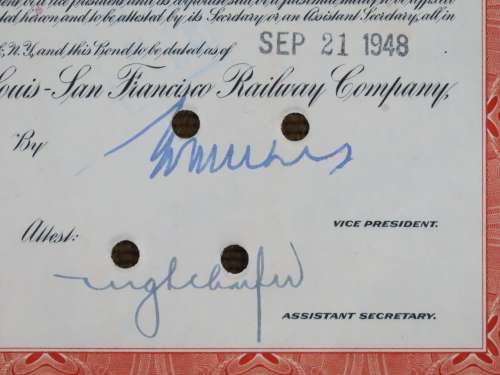 ted hereon and to be attested by its Secretary or an Assistant Secretary, all in
N.Y. and this Bond to be dated as of SEP 21 1948
ouis-San Francisco Railway Company,
By
VICE PRESIDENT.
Attest:
ASSISTANT SECRETARY.